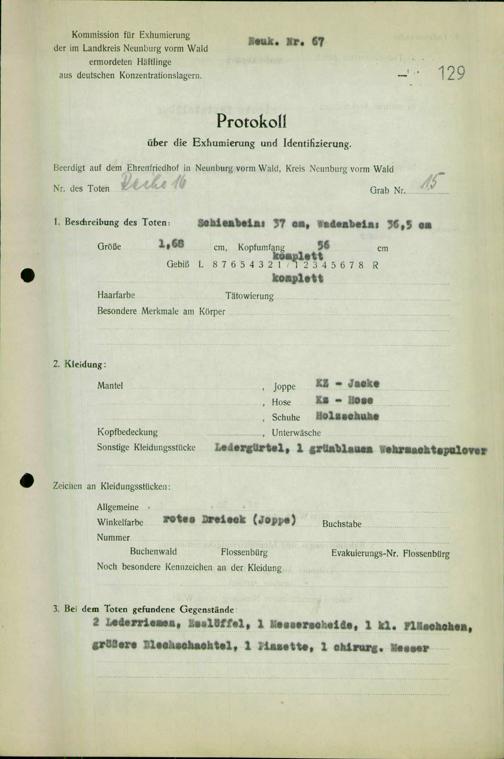 Kommission für Exhumierung
der im Landkreis Neunburg vorm Wald
ermordeten Häftlinge
aus deutschen Konzentrationslagern.
Neuk. Nr. 67
129
Protokoll
über die Exhumierung und Identifizierung.
Beerdigt auf dem Ehrenfriedhof in Neunburg vorm Wald, Kreis Neunburg vorm Wald
Nr. des Toten Reihe 16 Grab Nr. 15
1. Beschreibung des Toten: Schienbein: 37 cm, Wadenbein: 36,5 cm
Größe 1,68 cm, Kopfumfang 56 cm
komplett
Gebiß L 8 7 6 5 4 3 2 1 / 1 2 3 4 5 6 7 8 R
komplett
Haarfarbe Tätowierung
Besondere Merkmale am Körper
2. Kleidung:
Mantel , Joppe KZ - Jacke
, Hose Kz - Hose
, Schuhe Holzschuhe
Kopfbedeckung , Unterwäsche
Sonstige Kleidungsstücke Ledergürtel, 1 grünblauen Wehrmachtspulover
Zeichen an Kleidungsstücken:
Allgemeine
Winkelfarbe rotes Dreieck (Joppe) Buchstabe
Nummer
Buchenwald Flossenbürg Evakuierungs-Nr. Flossenbürg
Noch besondere Kennzeichen an der Kleidung
3. Bei dem Toten gefundene Gegenstände:
2 Lederriemen, Esslöffel, 1 Messerscheide, 1 kl. Fläschchen,
größere Blechschachtel, 1 Pinzette, 1 chirurg. Messer